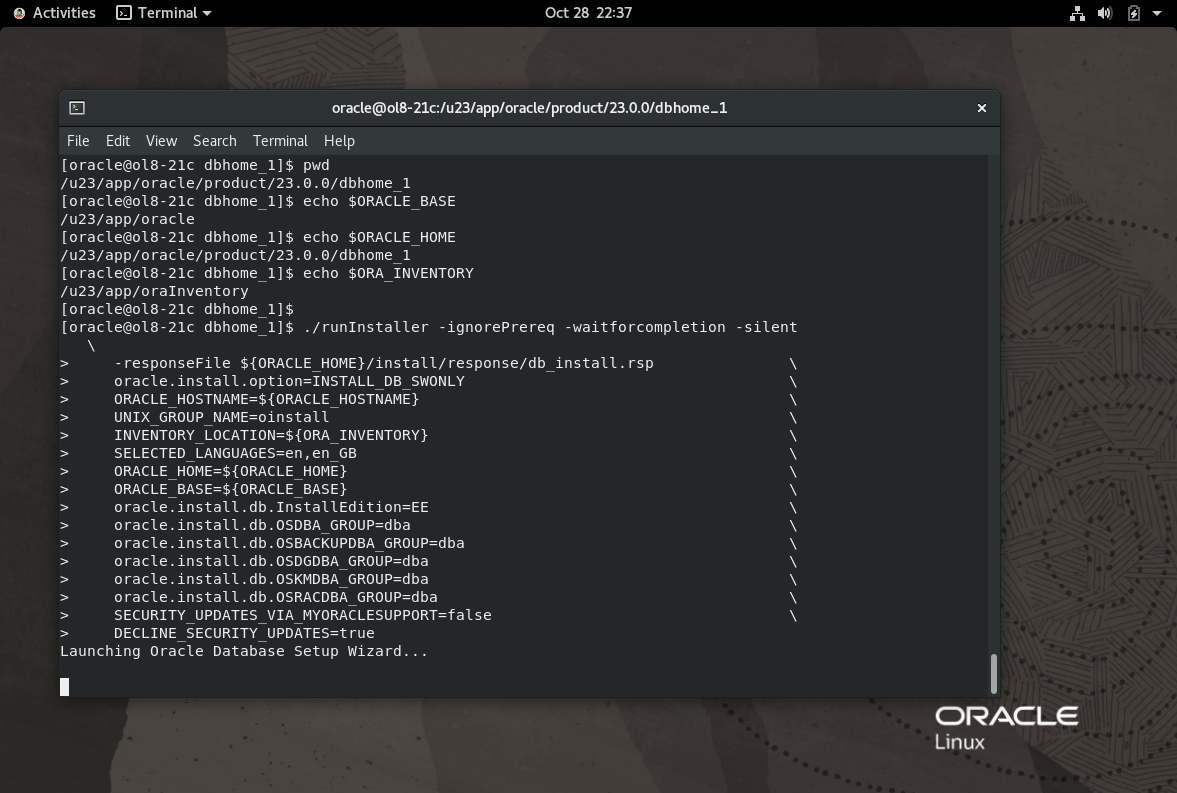 Activities Terminal Oct 28 22:37
oracle@ol8-21c:/u23/app/oracle/product/23.0.0/dbhome_1
File Edit View Search Terminal Help
[oracle@ol8-21c dbhome_1]$ pwd
/u23/app/oracle/product/23.0.0/dbhome_1
[oracle@ol8-21c dbhome_1]$ echo $ORACLE_BASE
/u23/app/oracle
[oracle@ol8-21c dbhome_1]$ echo $ORACLE_HOME
/u23/app/oracle/product/23.0.0/dbhome_1
[oracle@ol8-21c dbhome_1]$ echo $ORA_INVENTORY
/u23/app/oraInventory
[oracle@ol8-21c dbhome_1]$
[oracle@ol8-21c dbhome_1]$ ./runInstaller -ignorePrereq -waitforcompletion -silent
   \
>     -responseFile ${ORACLE_HOME}/install/response/db_install.rsp               \
>     oracle.install.option=INSTALL_DB_SWONLY                                    \
>     ORACLE_HOSTNAME=${ORACLE_HOSTNAME}                                         \
>     UNIX_GROUP_NAME=oinstall                                                   \
>     INVENTORY_LOCATION=${ORA_INVENTORY}                                        \
>     SELECTED_LANGUAGES=en,en_GB                                                \
>     ORACLE_HOME=${ORACLE_HOME}                                                 \
>     ORACLE_BASE=${ORACLE_BASE}                                                 \
>     oracle.install.db.InstallEdition=EE                                        \
>     oracle.install.db.OSDBA_GROUP=dba                                          \
>     oracle.install.db.OSBACKUPDBA_GROUP=dba                                    \
>     oracle.install.db.OSDGDBA_GROUP=dba                                        \
>     oracle.install.db.OSKMDBA_GROUP=dba                                        \
>     oracle.install.db.OSRACDBA_GROUP=dba                                       \
>     SECURITY_UPDATES_VIA_MYORACLESUPPORT=false                                 \
>     DECLINE_SECURITY_UPDATES=true
Launching Oracle Database Setup Wizard...
ORACLE
Linux